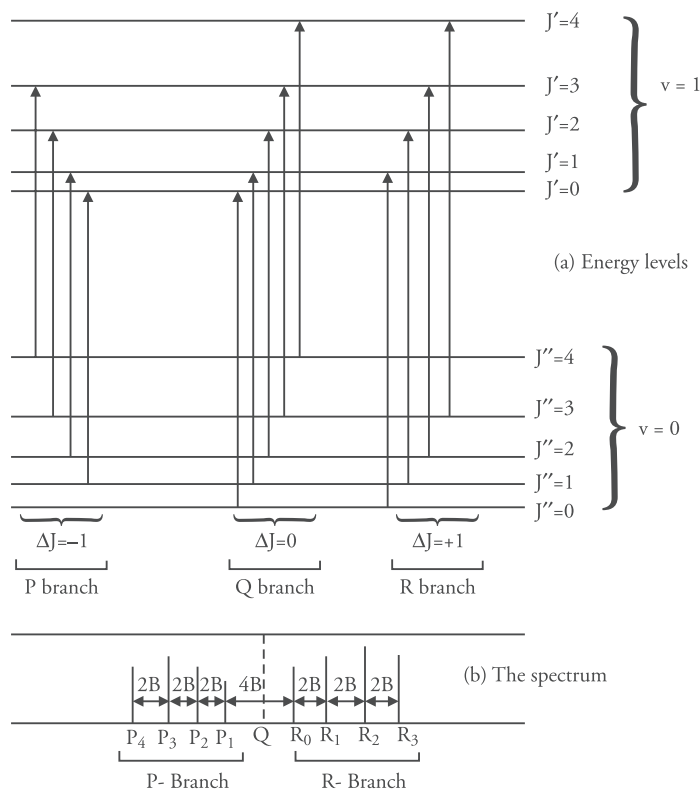 J′=4
J′=3
v = 1
J′=2
J′=1
J′=0
(a) Energy levels
J′′=4
J′′=3
v = 0
J′′=2
J′′=1
J′′=0
ΔJ=–1 ΔJ=0 ΔJ=+1
P branch Q branch R branch
(b) The spectrum
2B 2B 2B 4B 2B 2B 2B
P4 P3 P2 P1 Q R0 R1 R2 R3
P- Branch R- Branch